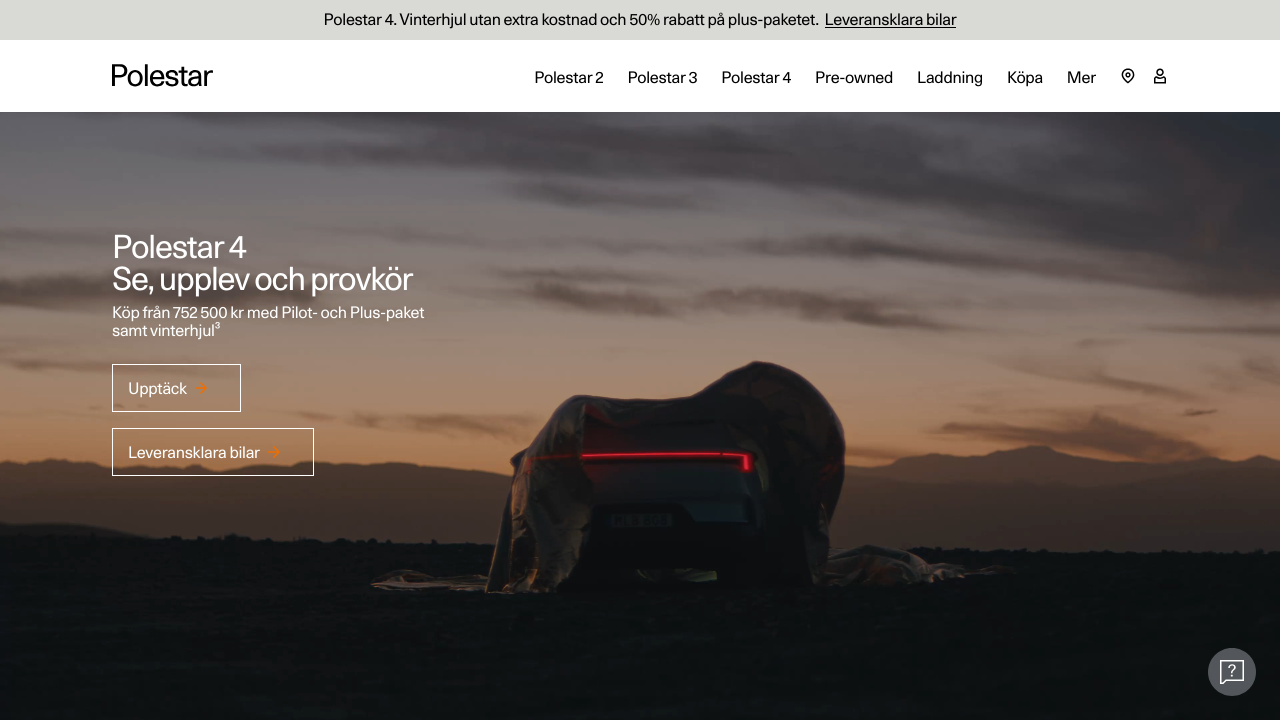 Polestar 4. Vinterhjul utan extra kostnad och 50% rabatt på plus-paketet. Leveransklara bilar
Polestar
Polestar 2
Polestar 3
Polestar 4
Pre-owned
Laddning
Köpa
Mer
Polestar 4
Se, upplev och provkör
Köp från 752 500 kr med Pilot- och Plus-paket
samt vinterhjul³
Upptäck →
Leveransklara bilar →